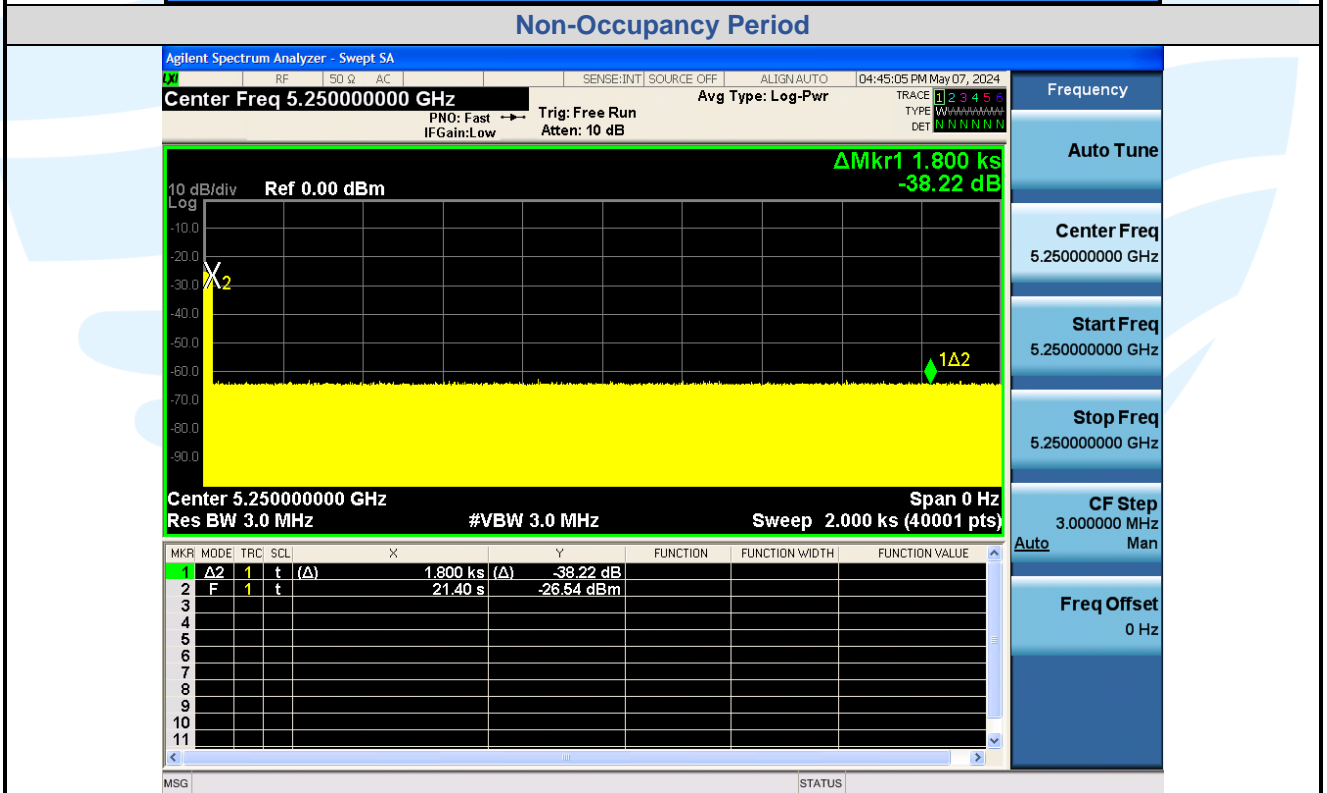 Non-Occupancy Period
Agilent Spectrum Analyzer - Swept SA
LXI RF 50 Ω AC SENSE:INT SOURCE OFF ALIGN AUTO 04:45:05 PM May 07, 2024
Center Freq 5.250000000 GHz
PNO: Fast
IFGain:Low
Trig: Free Run
Atten: 10 dB
Avg Type: Log-Pwr
TRACE 1 2 3 4 5 6
TYPE WWWWWW
DET N N N N N N
ΔMkr1 1.800 ks
-38.22 dB
10 dB/div Ref 0.00 dBm
Log
-10.0
-20.0
-30.0
-40.0
-50.0
-60.0
-70.0
-80.0
-90.0
2
1Δ2
Center 5.250000000 GHz Span 0 Hz
Res BW 3.0 MHz #VBW 3.0 MHz Sweep 2.000 ks (40001 pts)
MKR MODE TRC SCL X Y FUNCTION FUNCTION WIDTH FUNCTION VALUE
1 Δ2 1 t (Δ) 1.800 ks (Δ) -38.22 dB
2 F 1 t 21.40 s -26.54 dBm
3
4
5
6
7
8
9
10
11
MSG STATUS
Frequency
Auto Tune
Center Freq
5.250000000 GHz
Start Freq
5.250000000 GHz
Stop Freq
5.250000000 GHz
CF Step
3.000000 MHz
Auto Man
Freq Offset
0 Hz